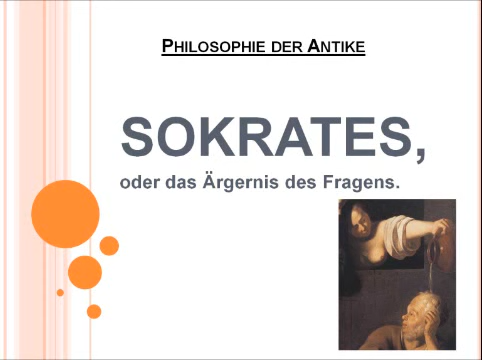 PHILOSOPHIE DER ANTIKE
SOKRATES,
oder das Ärgernis des Fragens.